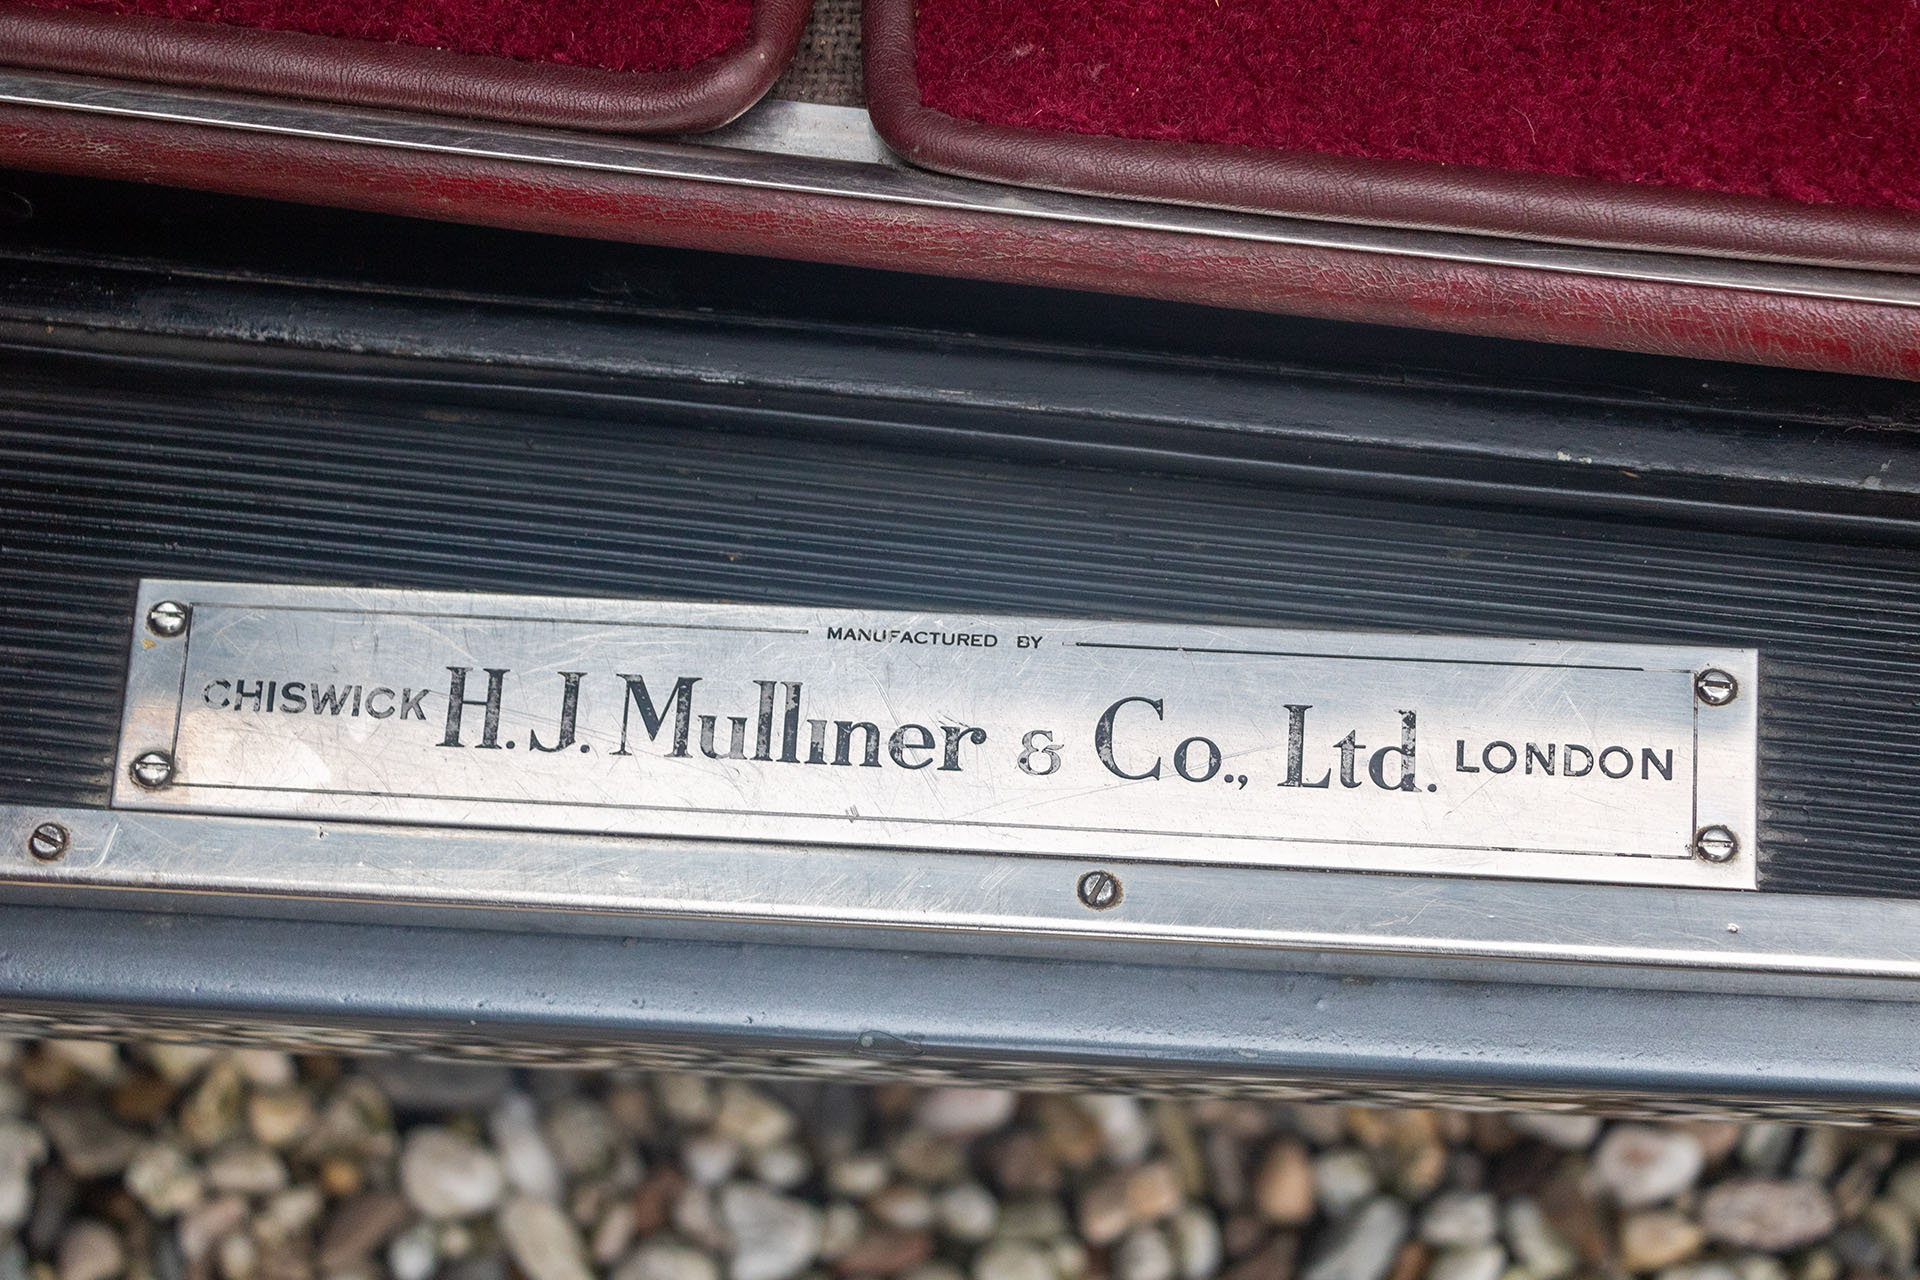 MANUFACTURED BY
CHISWICK H. J. Mulliner & Co., Ltd. LONDON